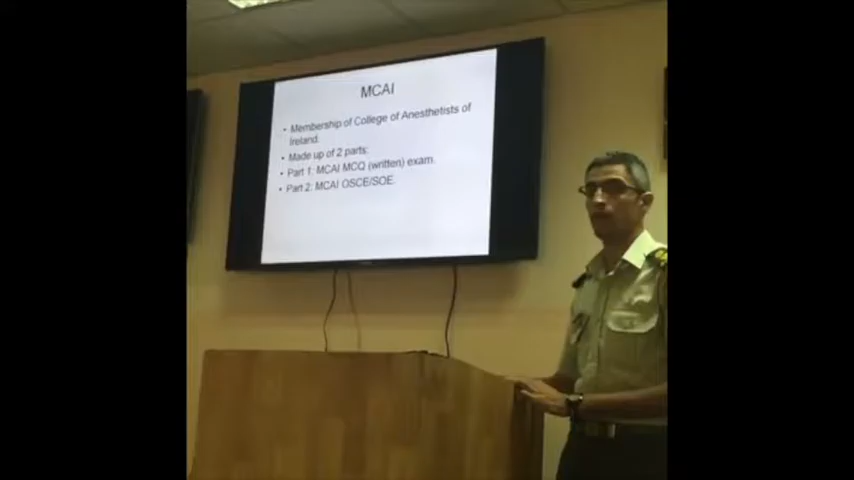 MCAI
• Membership of College of Anesthetists of
Ireland.
• Made up of 2 parts:
• Part 1: MCAI MCQ (written) exam.
• Part 2: MCAI OSCE/SOE.